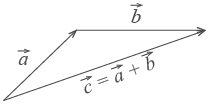 b⃗
a⃗
c⃗ = a⃗ + b⃗